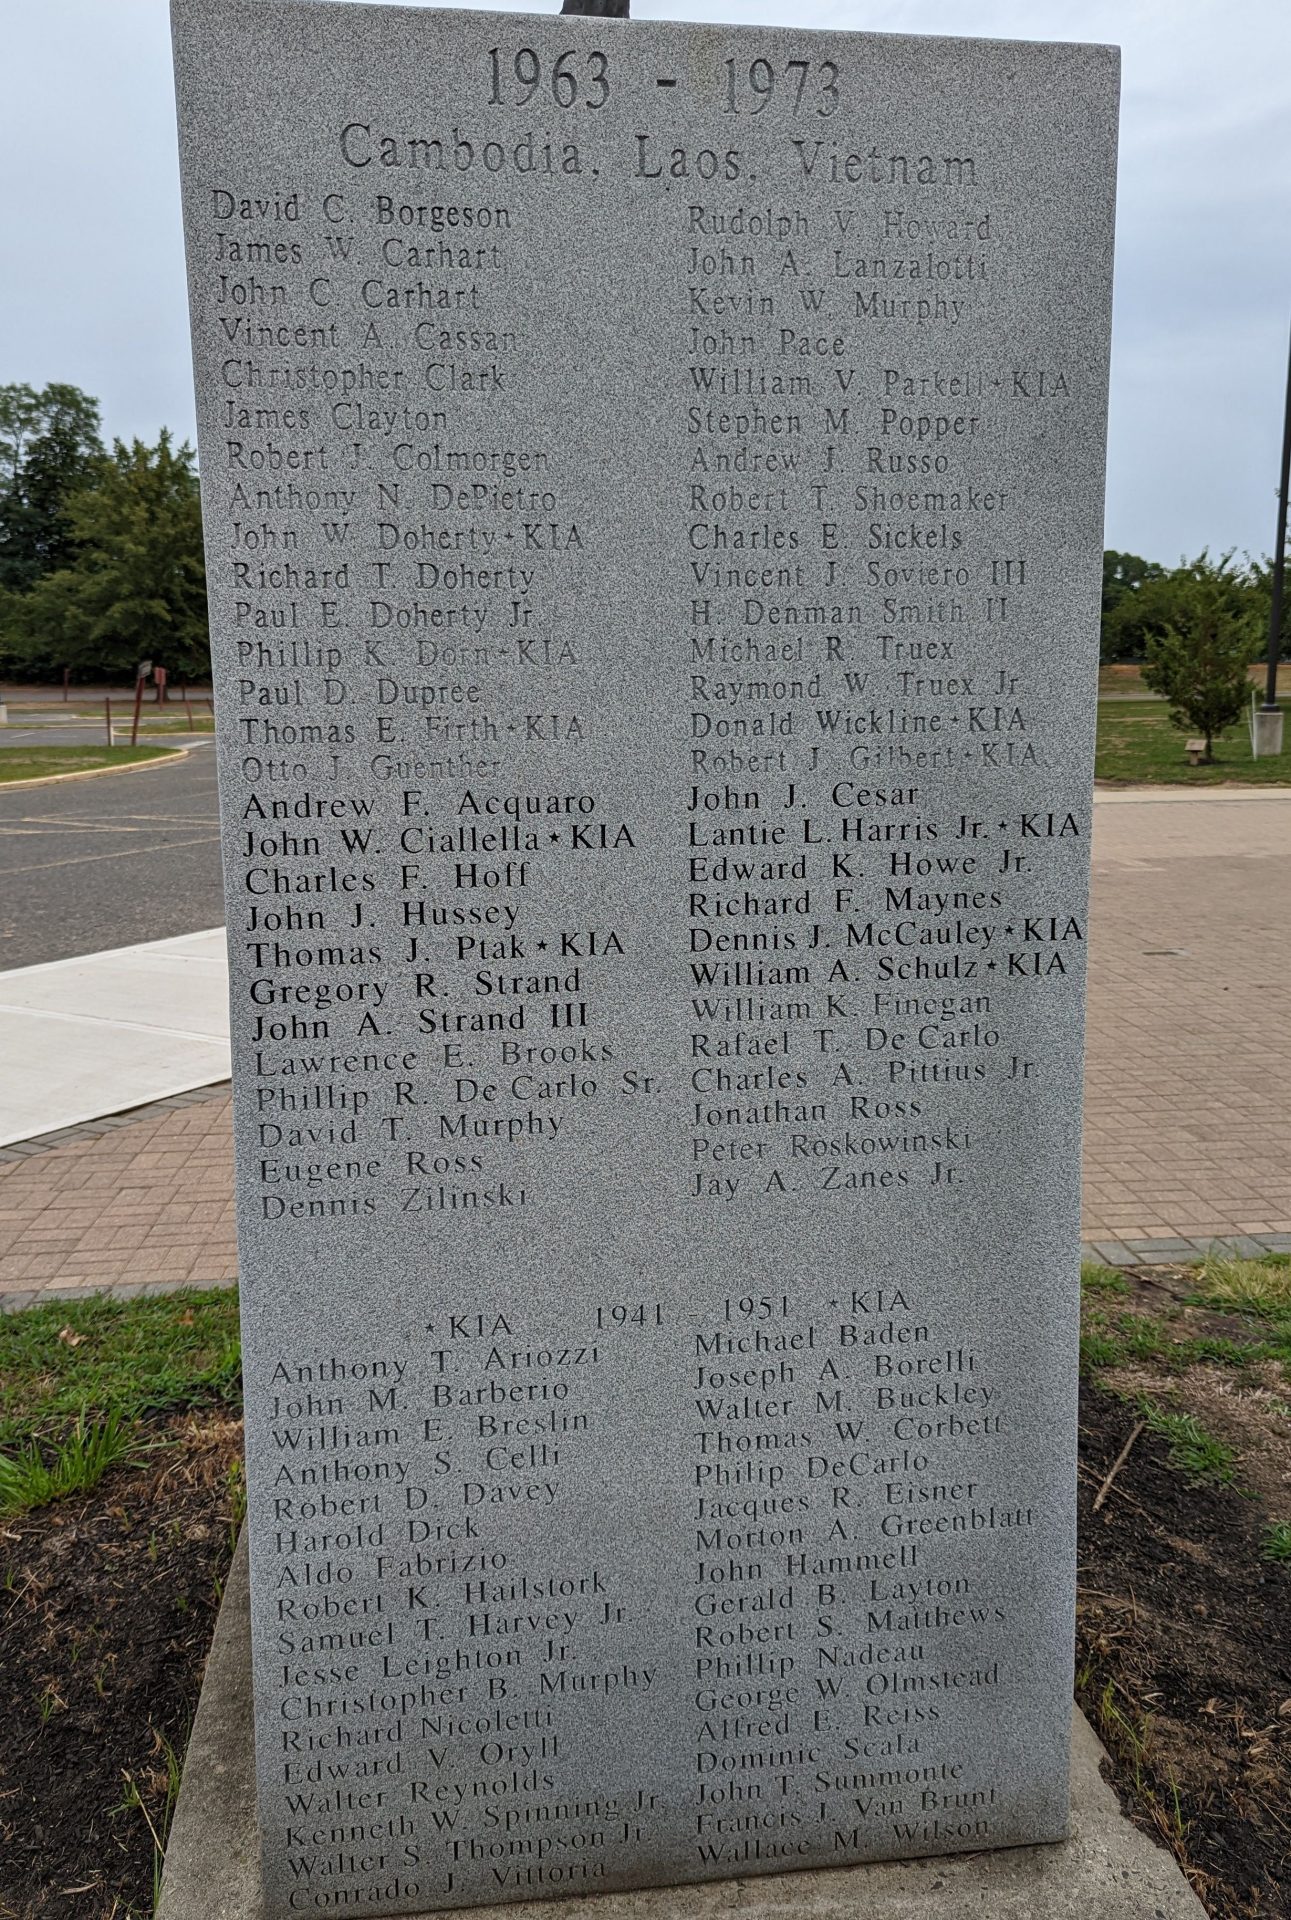 1963 - 1973
Cambodia, Laos, Vietnam
David C. Borgeson
James W. Carhart
John C. Carhart
Vincent A. Cassan
Christopher Clark
James Clayton
Robert J. Colmorgen
Anthony N. DePietro
John W. Doherty ★ KIA
Richard T. Doherty
Paul E. Doherty Jr.
Phillip K. Dorn ★ KIA
Paul D. Dupree
Thomas E. Firth ★ KIA
Otto J. Guenther
Andrew F. Acquaro
John W. Ciallella ★ KIA
Charles F. Hoff
John J. Hussey
Thomas J. Ptak ★ KIA
Gregory R. Strand
John A. Strand III
Lawrence E. Brooks
Phillip R. De Carlo Sr.
David T. Murphy
Eugene Ross
Dennis Zilinski
Rudolph V. Howard
John A. Lanzalotti
Kevin W. Murphy
John Pace
William V. Parkell ★ KIA
Stephen M. Popper
Andrew J. Russo
Robert T. Shoemaker
Charles E. Sickels
Vincent J. Soviero III
H. Denman Smith II
Michael R. Truex
Raymond W. Truex Jr.
Donald Wickline ★ KIA
Robert J. Gilbert ★ KIA
John J. Cesar
Lantie L. Harris Jr. ★ KIA
Edward K. Howe Jr.
Richard F. Maynes
Dennis J. McCauley ★ KIA
William A. Schulz ★ KIA
William K. Finegan
Rafael T. De Carlo
Charles A. Pittius Jr.
Jonathan Ross
Peter Roskowinski
Jay A. Zanes Jr.
★ KIA 1941 - 1951 ★ KIA
Anthony T. Ariozzi
John M. Barberio
William E. Breslin
Anthony S. Celli
Robert D. Davey
Harold Dick
Aldo Fabrizio
Robert K. Hailstork
Samuel T. Harvey Jr.
Jesse Leighton Jr.
Christopher B. Murphy
Richard Nicoletti
Edward V. Oryll
Walter Reynolds
Kenneth W. Spinning Jr.
Walter S. Thompson Jr.
Conrado J. Vittoria
Michael Baden
Joseph A. Borelli
Walter M. Buckley
Thomas W. Corbett
Philip DeCarlo
Jacques R. Eisner
Morton A. Greenblatt
John Hammell
Gerald B. Layton
Robert S. Matthews
Phillip Nadeau
George W. Olmstead
Alfred E. Reiss
Dominic Scala
John T. Summonte
Francis J. Van Brunt
Wallace M. Wilson